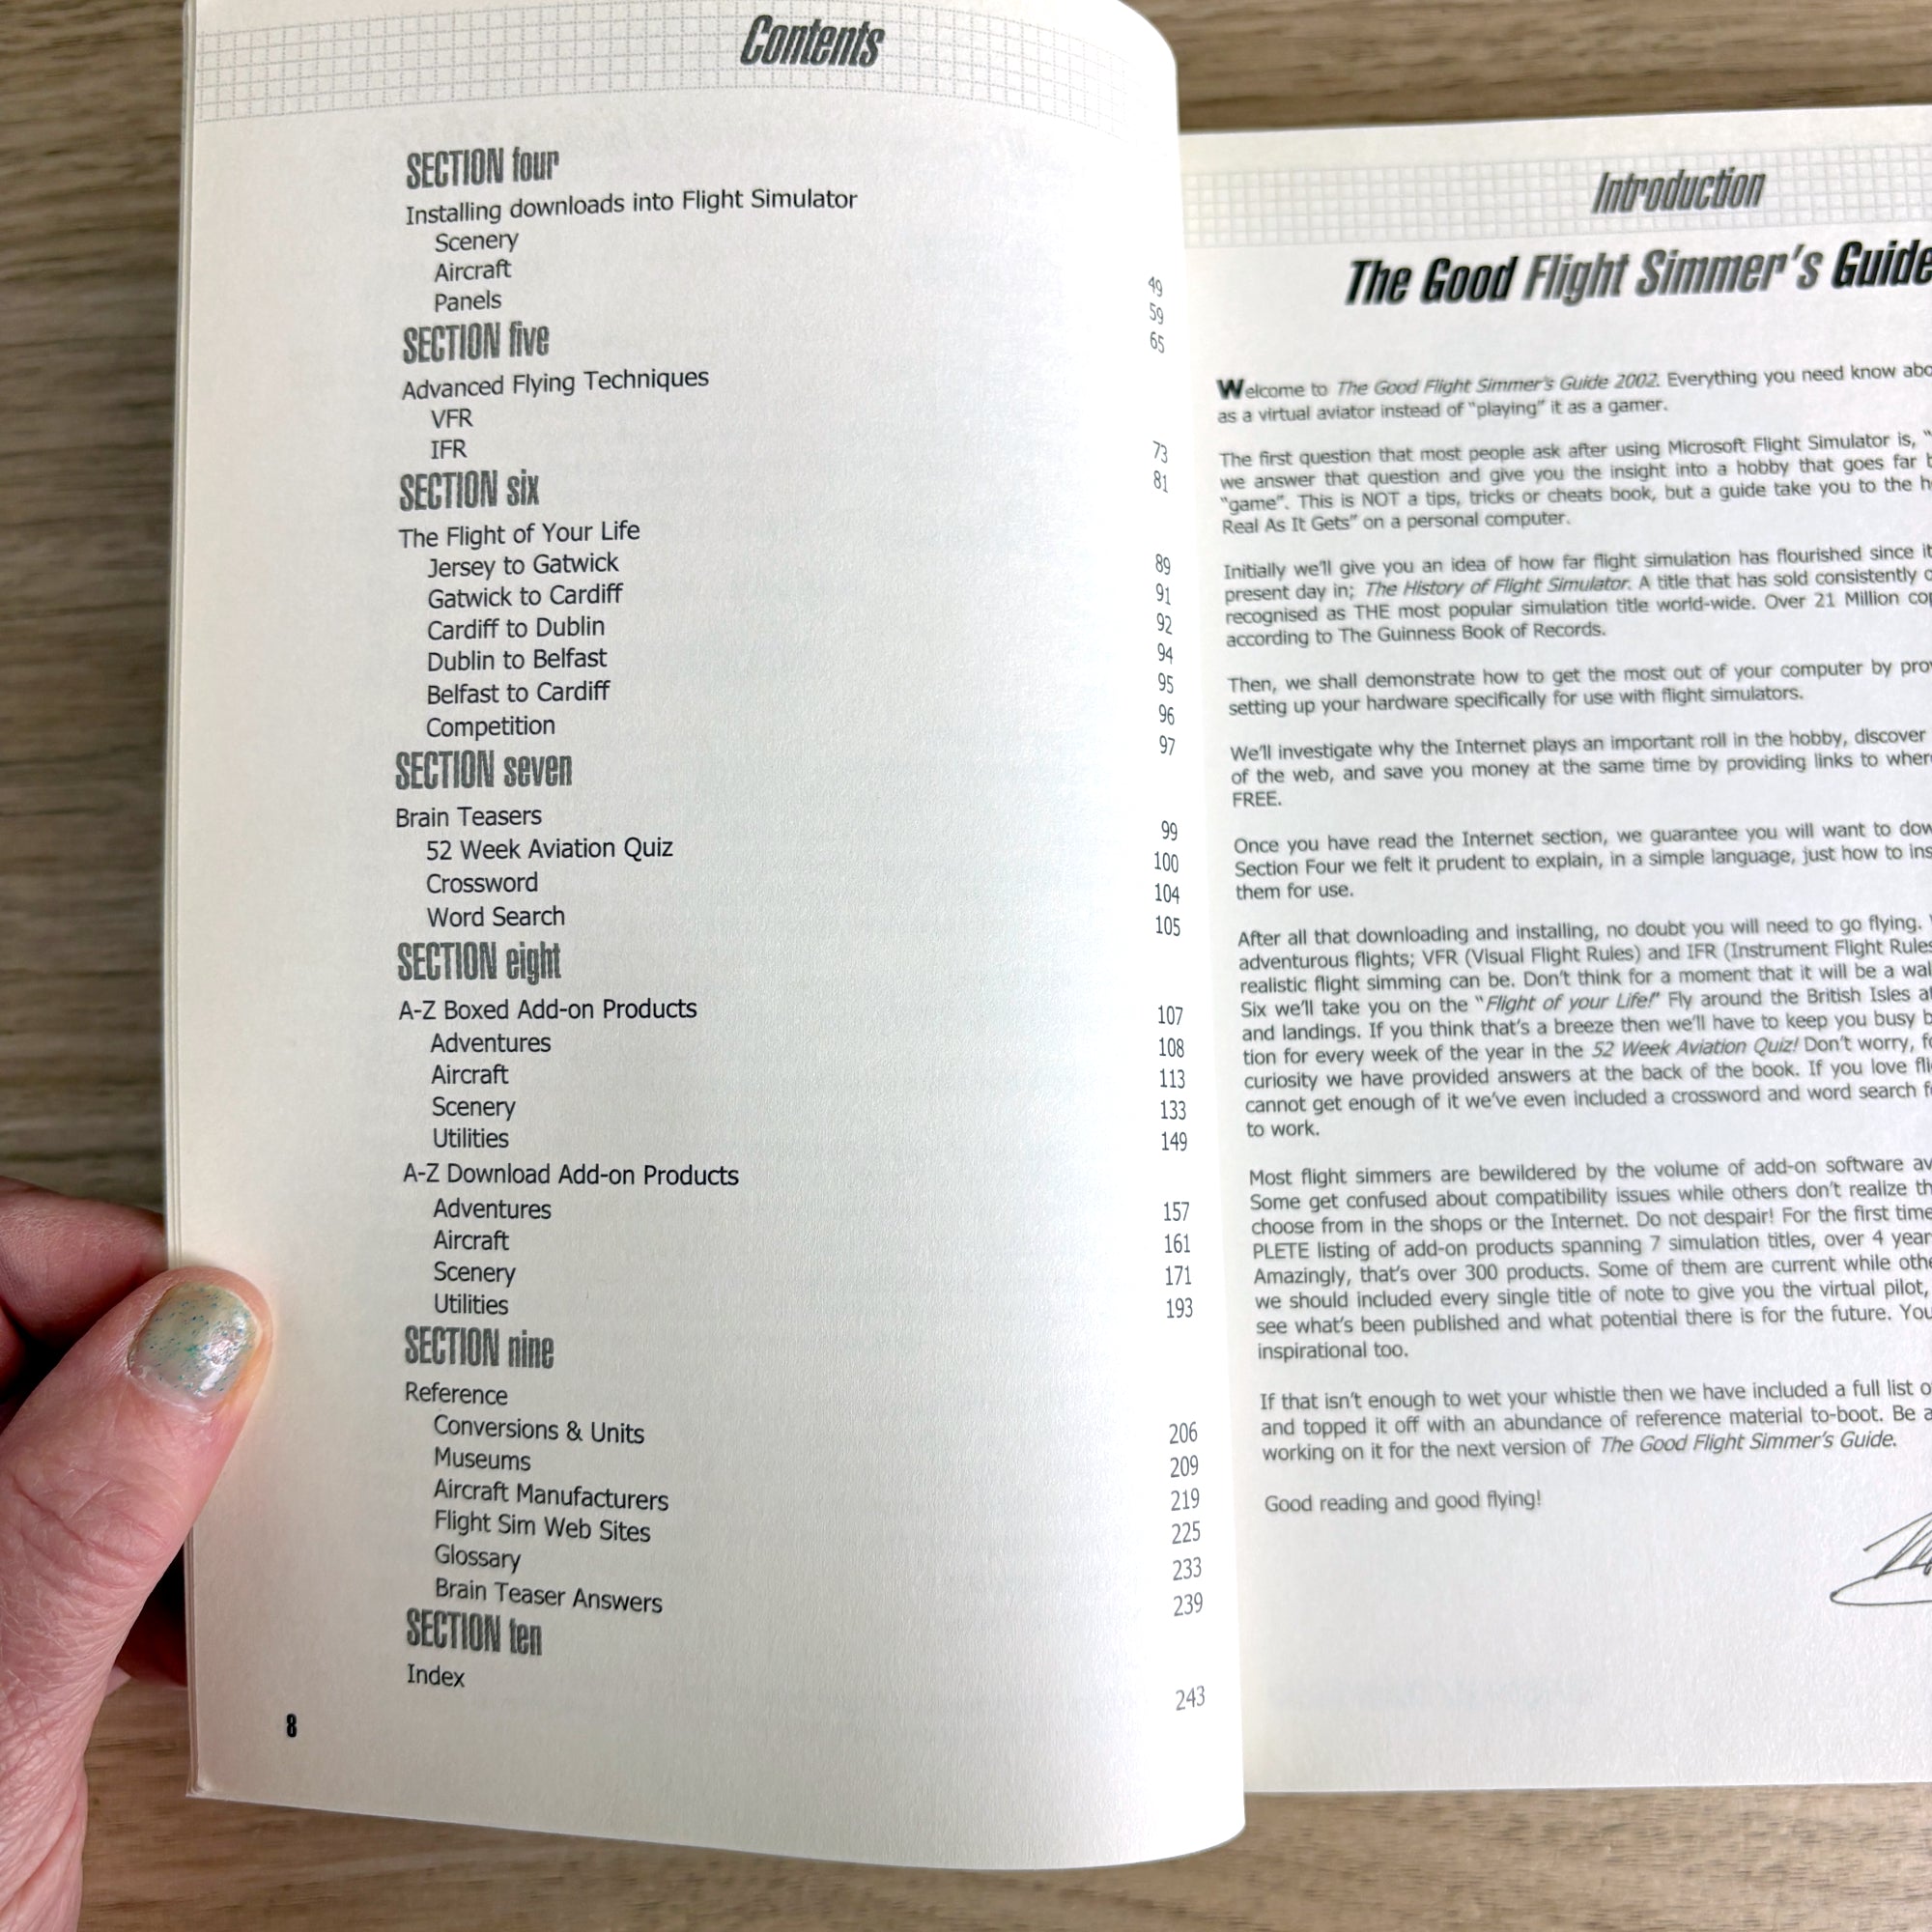 Contents
SECTION four
Installing downloads into Flight Simulator
Scenery 49
Aircraft 59
Panels 65
SECTION five
Advanced Flying Techniques
VFR 73
IFR 81
SECTION six
The Flight of Your Life 89
Jersey to Gatwick 91
Gatwick to Cardiff 92
Cardiff to Dublin 94
Dublin to Belfast 95
Belfast to Cardiff 96
Competition 97
SECTION seven
Brain Teasers 99
52 Week Aviation Quiz 100
Crossword 104
Word Search 105
SECTION eight
A-Z Boxed Add-on Products 107
Adventures 108
Aircraft 113
Scenery 133
Utilities 149
A-Z Download Add-on Products
Adventures 157
Aircraft 161
Scenery 171
Utilities 193
SECTION nine
Reference
Conversions & Units 206
Museums 209
Aircraft Manufacturers 219
Flight Sim Web Sites 225
Glossary 233
Brain Teaser Answers 239
SECTION ten
Index 243
8
Introduction
The Good Flight Simmer's Guide
Welcome to The Good Flight Simmer's Guide 2002. Everything you need know
as a virtual aviator instead of "playing" it as a gamer.
The first question that most people ask after using Microsoft Flight Simulator is,
we answer that question and give you the insight into a hobby that goes far
"game". This is NOT a tips, tricks or cheats book, but a guide take you to the
Real As It Gets" on a personal computer.
Initially we'll give you an idea of how far flight simulation has flourished since
present day in; The History of Flight Simulator. A title that has sold consistently
recognised as THE most popular simulation title world-wide. Over 21 Million
according to The Guinness Book of Records.
Then, we shall demonstrate how to get the most out of your computer by
setting up your hardware specifically for use with flight simulators.
We'll investigate why the Internet plays an important roll in the hobby, discover
of the web, and save you money at the same time by providing links to
FREE.
Once you have read the Internet section, we guarantee you will want to
Section Four we felt it prudent to explain, in a simple language, just how to
them for use.
After all that downloading and installing, no doubt you will need to go flying.
adventurous flights; VFR (Visual Flight Rules) and IFR (Instrument Flight Rules
realistic flight simming can be. Don't think for a moment that it will be a
Six we'll take you on the "Flight of your Life!" Fly around the British Isles
and landings. If you think that's a breeze then we'll have to keep you busy
tion for every week of the year in the 52 Week Aviation Quiz! Don't worry,
curiosity we have provided answers at the back of the book. If you love
cannot get enough of it we've even included a crossword and word search
to work.
Most flight simmers are bewildered by the volume of add-on software
Some get confused about compatibility issues while others don't realize
choose from in the shops or the Internet. Do not despair! For the first time
PLETE listing of add-on products spanning 7 simulation titles, over 4
Amazingly, that's over 300 products. Some of them are current while
we should included every single title of note to give you the virtual pilot,
see what's been published and what potential there is for the future.
inspirational too.
If that isn't enough to wet your whistle then we have included a full list
and topped it off with an abundance of reference material to-boot. Be
working on it for the next version of The Good Flight Simmer's Guide.
Good reading and good flying!